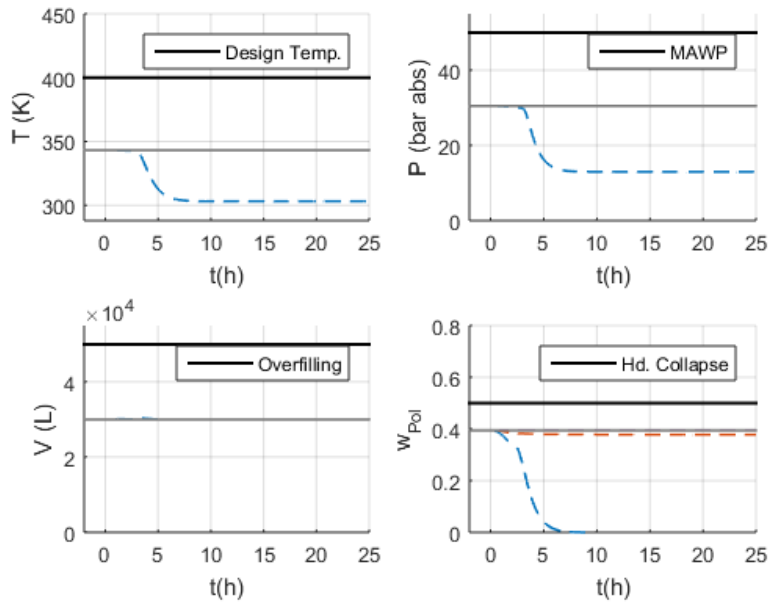 450
400
350
300
T (K)
Design Temp.
0 5 10 15 20 25
t(h)
40
20
0
P (bar abs)
MAWP
0 5 10 15 20 25
t(h)
×10⁴
4
2
0
V (L)
Overfilling
0 5 10 15 20 25
t(h)
0.8
0.6
0.4
0.2
0
w_Pol
Hd. Collapse
0 5 10 15 20 25
t(h)